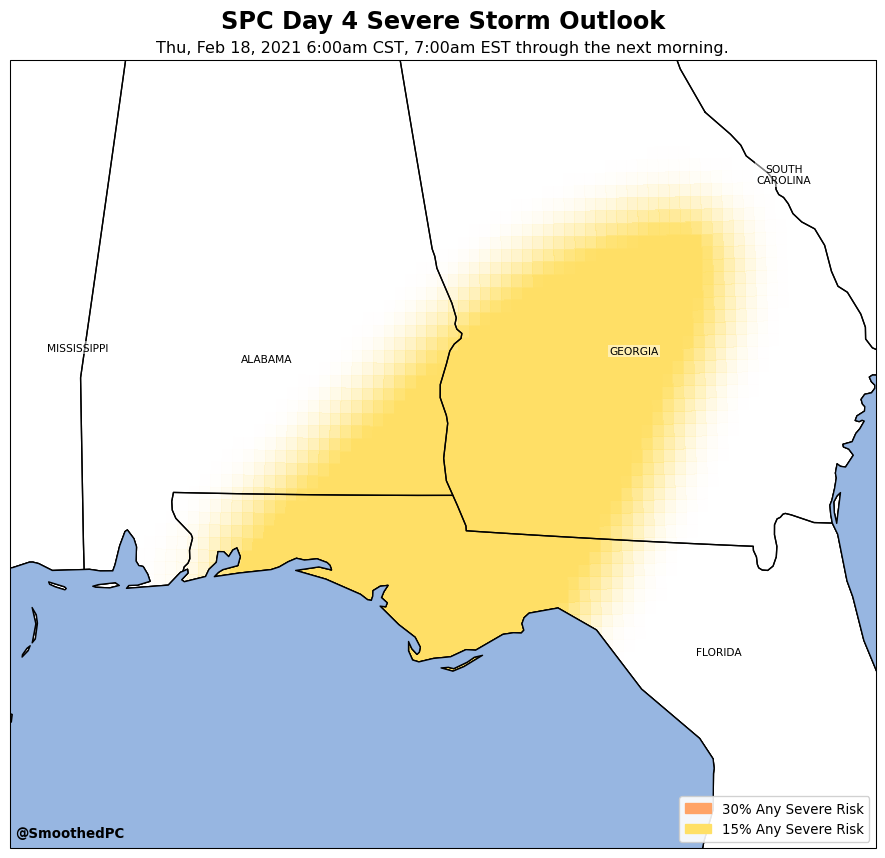 SPC Day 4 Severe Storm Outlook
Thu, Feb 18, 2021 6:00am CST, 7:00am EST through the next morning.
SOUTH
CAROLINA
MISSISSIPPI
ALABAMA
GEORGIA
FLORIDA
30% Any Severe Risk
15% Any Severe Risk
@SmoothedPC